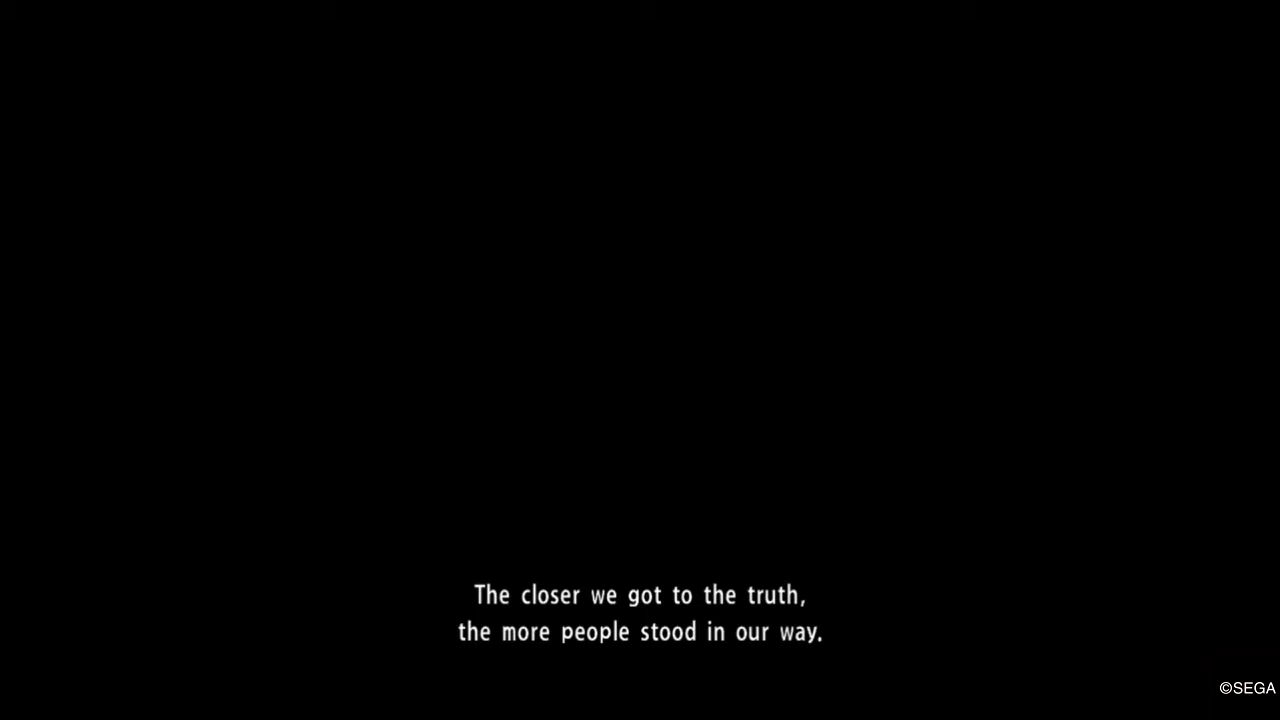 The closer we got to the truth,
the more people stood in our way.
©SEGA